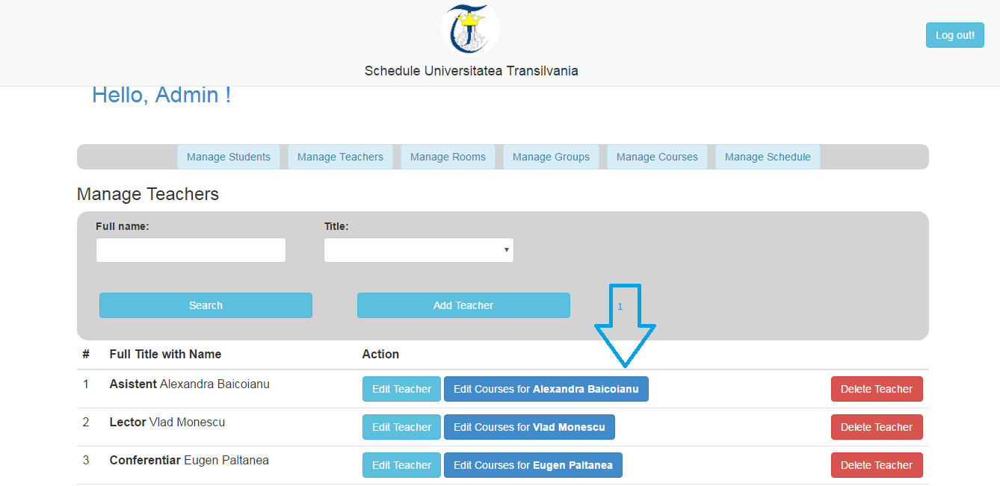 Log out!
Schedule Universitatea Transilvania
Hello, Admin !
Manage Students Manage Teachers Manage Rooms Manage Groups Manage Courses Manage Schedule
Manage Teachers
Full name: Title:
Search Add Teacher 1
# Full Title with Name Action
1 Asistent Alexandra Baicoianu Edit Teacher Edit Courses for Alexandra Baicoianu Delete Teacher
2 Lector Vlad Monescu Edit Teacher Edit Courses for Vlad Monescu Delete Teacher
3 Conferentiar Eugen Paltanea Edit Teacher Edit Courses for Eugen Paltanea Delete Teacher